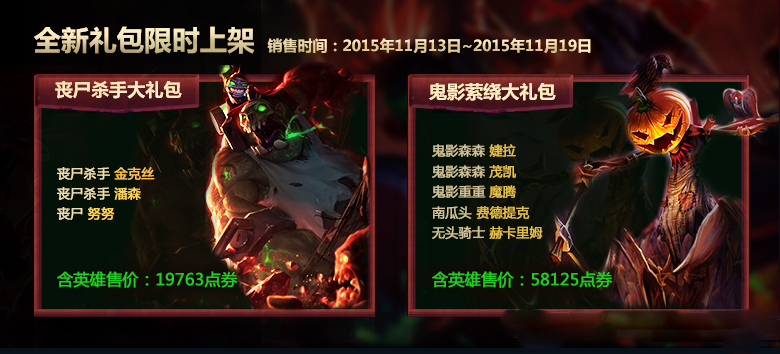 全新礼包限时上架 销售时间：2015年11月13日~2015年11月19日
丧尸杀手大礼包
丧尸杀手 金克丝
丧尸杀手 潘森
丧尸 努努
含英雄售价：19763点券
鬼影萦绕大礼包
鬼影森森 婕拉
鬼影森森 茂凯
鬼影重重 魔腾
南瓜头 费德提克
无头骑士 赫卡里姆
含英雄售价：58125点券